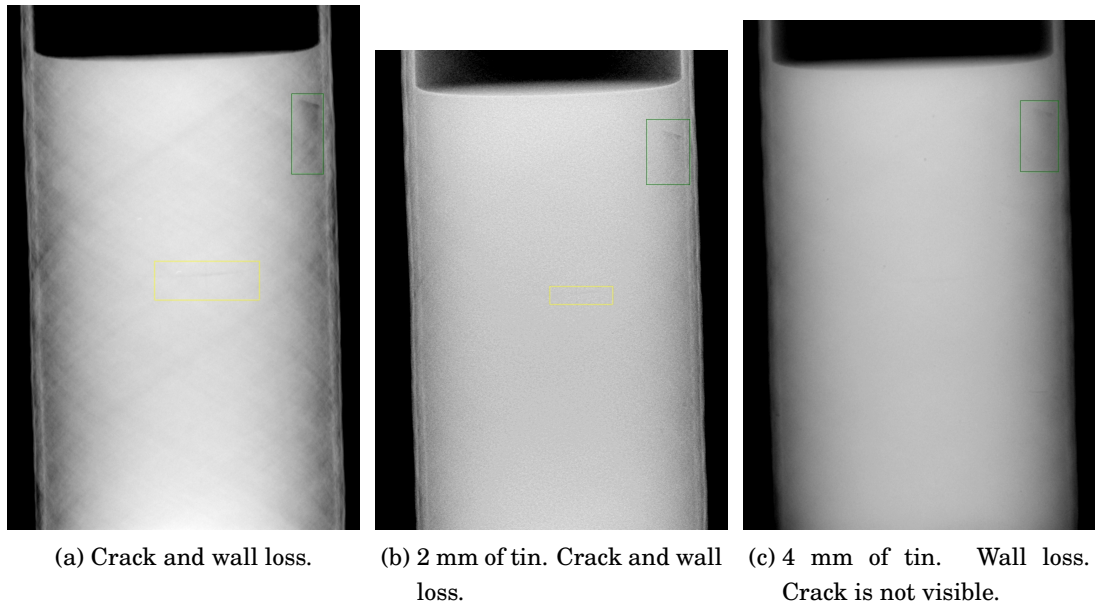 (a) Crack and wall loss.
(b) 2 mm of tin. Crack and wall
loss.
(c) 4 mm of tin. Wall loss.
Crack is not visible.